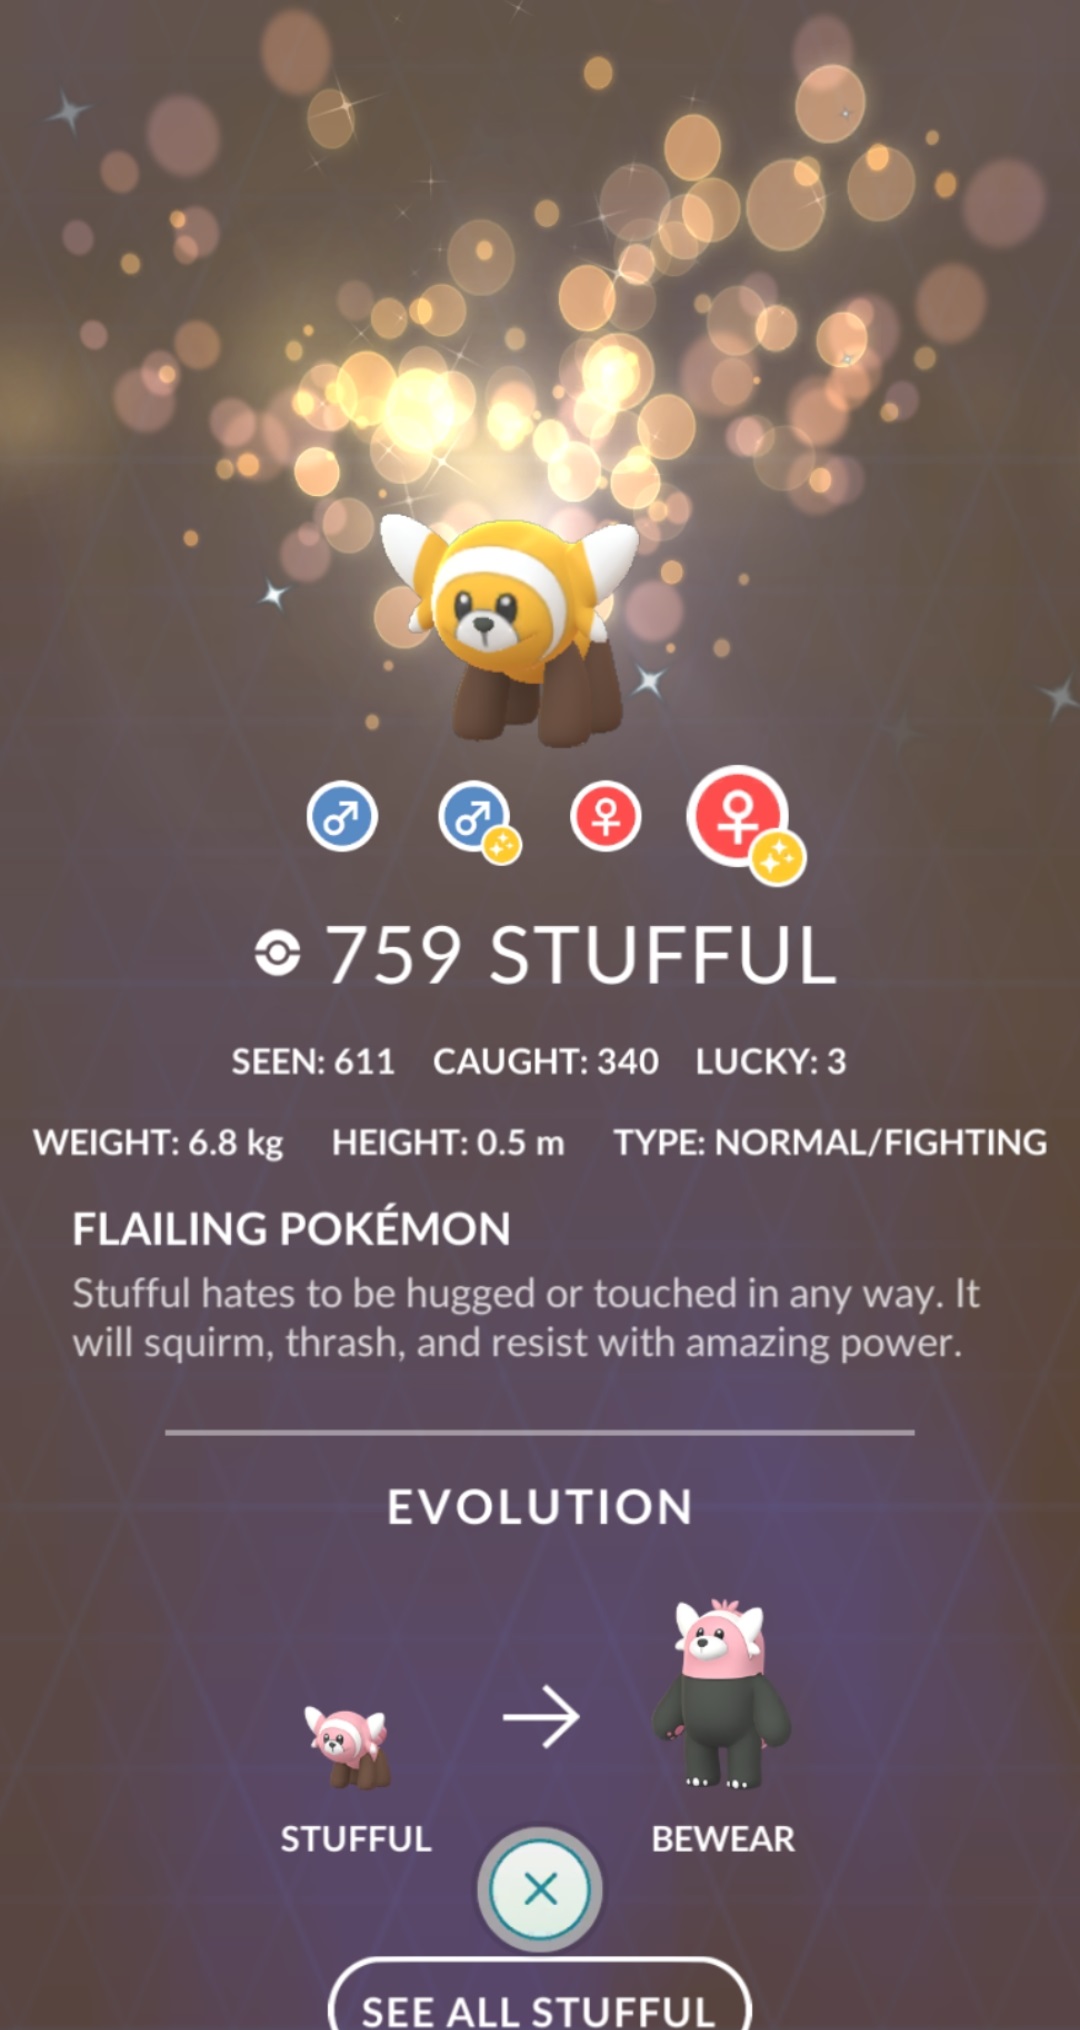 759 STUFFUL
SEEN: 611 CAUGHT: 340 LUCKY: 3
WEIGHT: 6.8 kg HEIGHT: 0.5 m TYPE: NORMAL/FIGHTING
FLAILING POKÉMON
Stufful hates to be hugged or touched in any way. It
will squirm, thrash, and resist with amazing power.
EVOLUTION
STUFFUL BEWEAR
SEE ALL STUFFUL